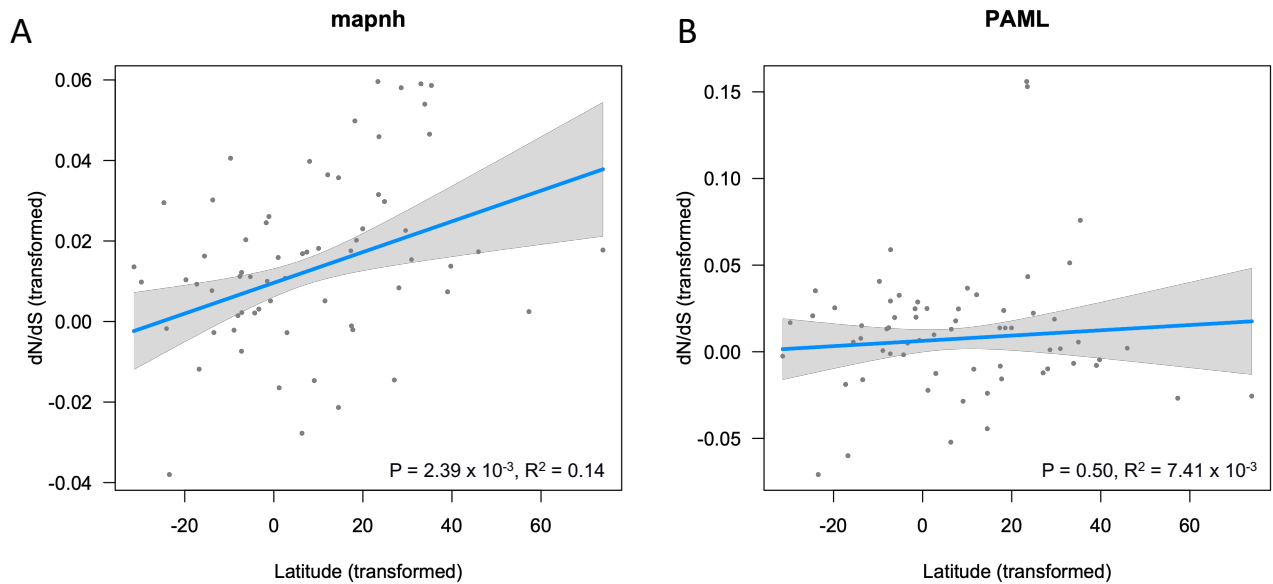 A
mapnh
dN/dS (transformed)
0.06
0.04
0.02
0.00
-0.02
-0.04
P = 2.39 x 10-3, R2 = 0.14
-20 0 20 40 60
Latitude (transformed)
B
PAML
dN/dS (transformed)
0.15
0.10
0.05
0.00
-0.05
P = 0.50, R2 = 7.41 x 10-3
-20 0 20 40 60
Latitude (transformed)